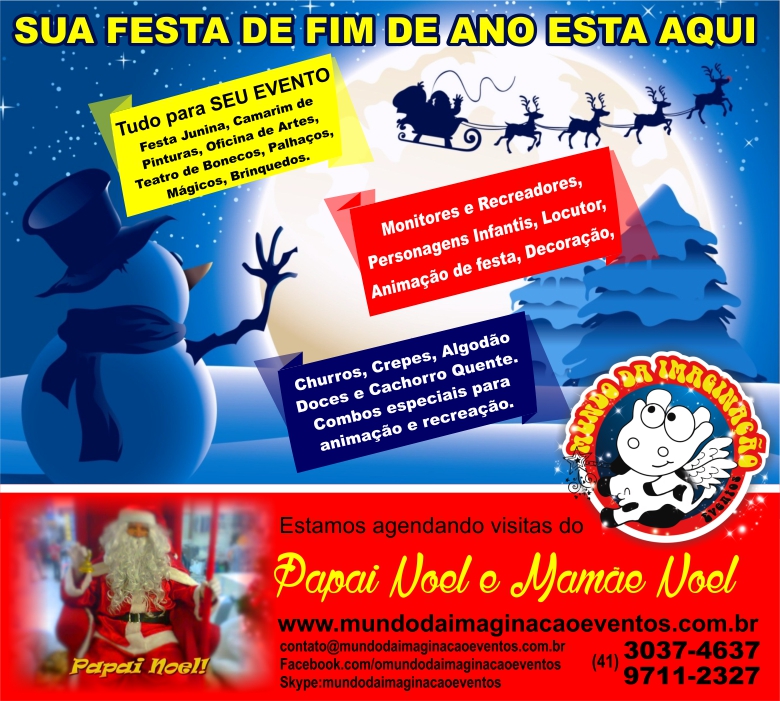 SUA FESTA DE FIM DE ANO ESTA AQUI
Tudo para SEU EVENTO
Festa Junina, Camarim de
Pinturas, Oficina de Artes,
Teatro de Bonecos, Palhaços,
Mágicos, Brinquedos.
Monitores e Recreadores,
Personagens Infantis, Locutor,
Animação de festa, Decoração,
Churros, Crepes, Algodão
Doces e Cachorro Quente.
Combos especiais para
animação e recreação.
MUNDO DA IMAGINAÇÃO
EVENTOS
Estamos agendando visitas do
Papai Noel e Mamãe Noel
Papai Noel!
www.mundodaimaginacaoeventos.com.br
contato@mundodaimaginacaoeventos.com.br
Facebook.com/omundodaimaginacaoeventos
Skype:mundodaimaginacaoeventos
(41) 3037-4637
9711-2327